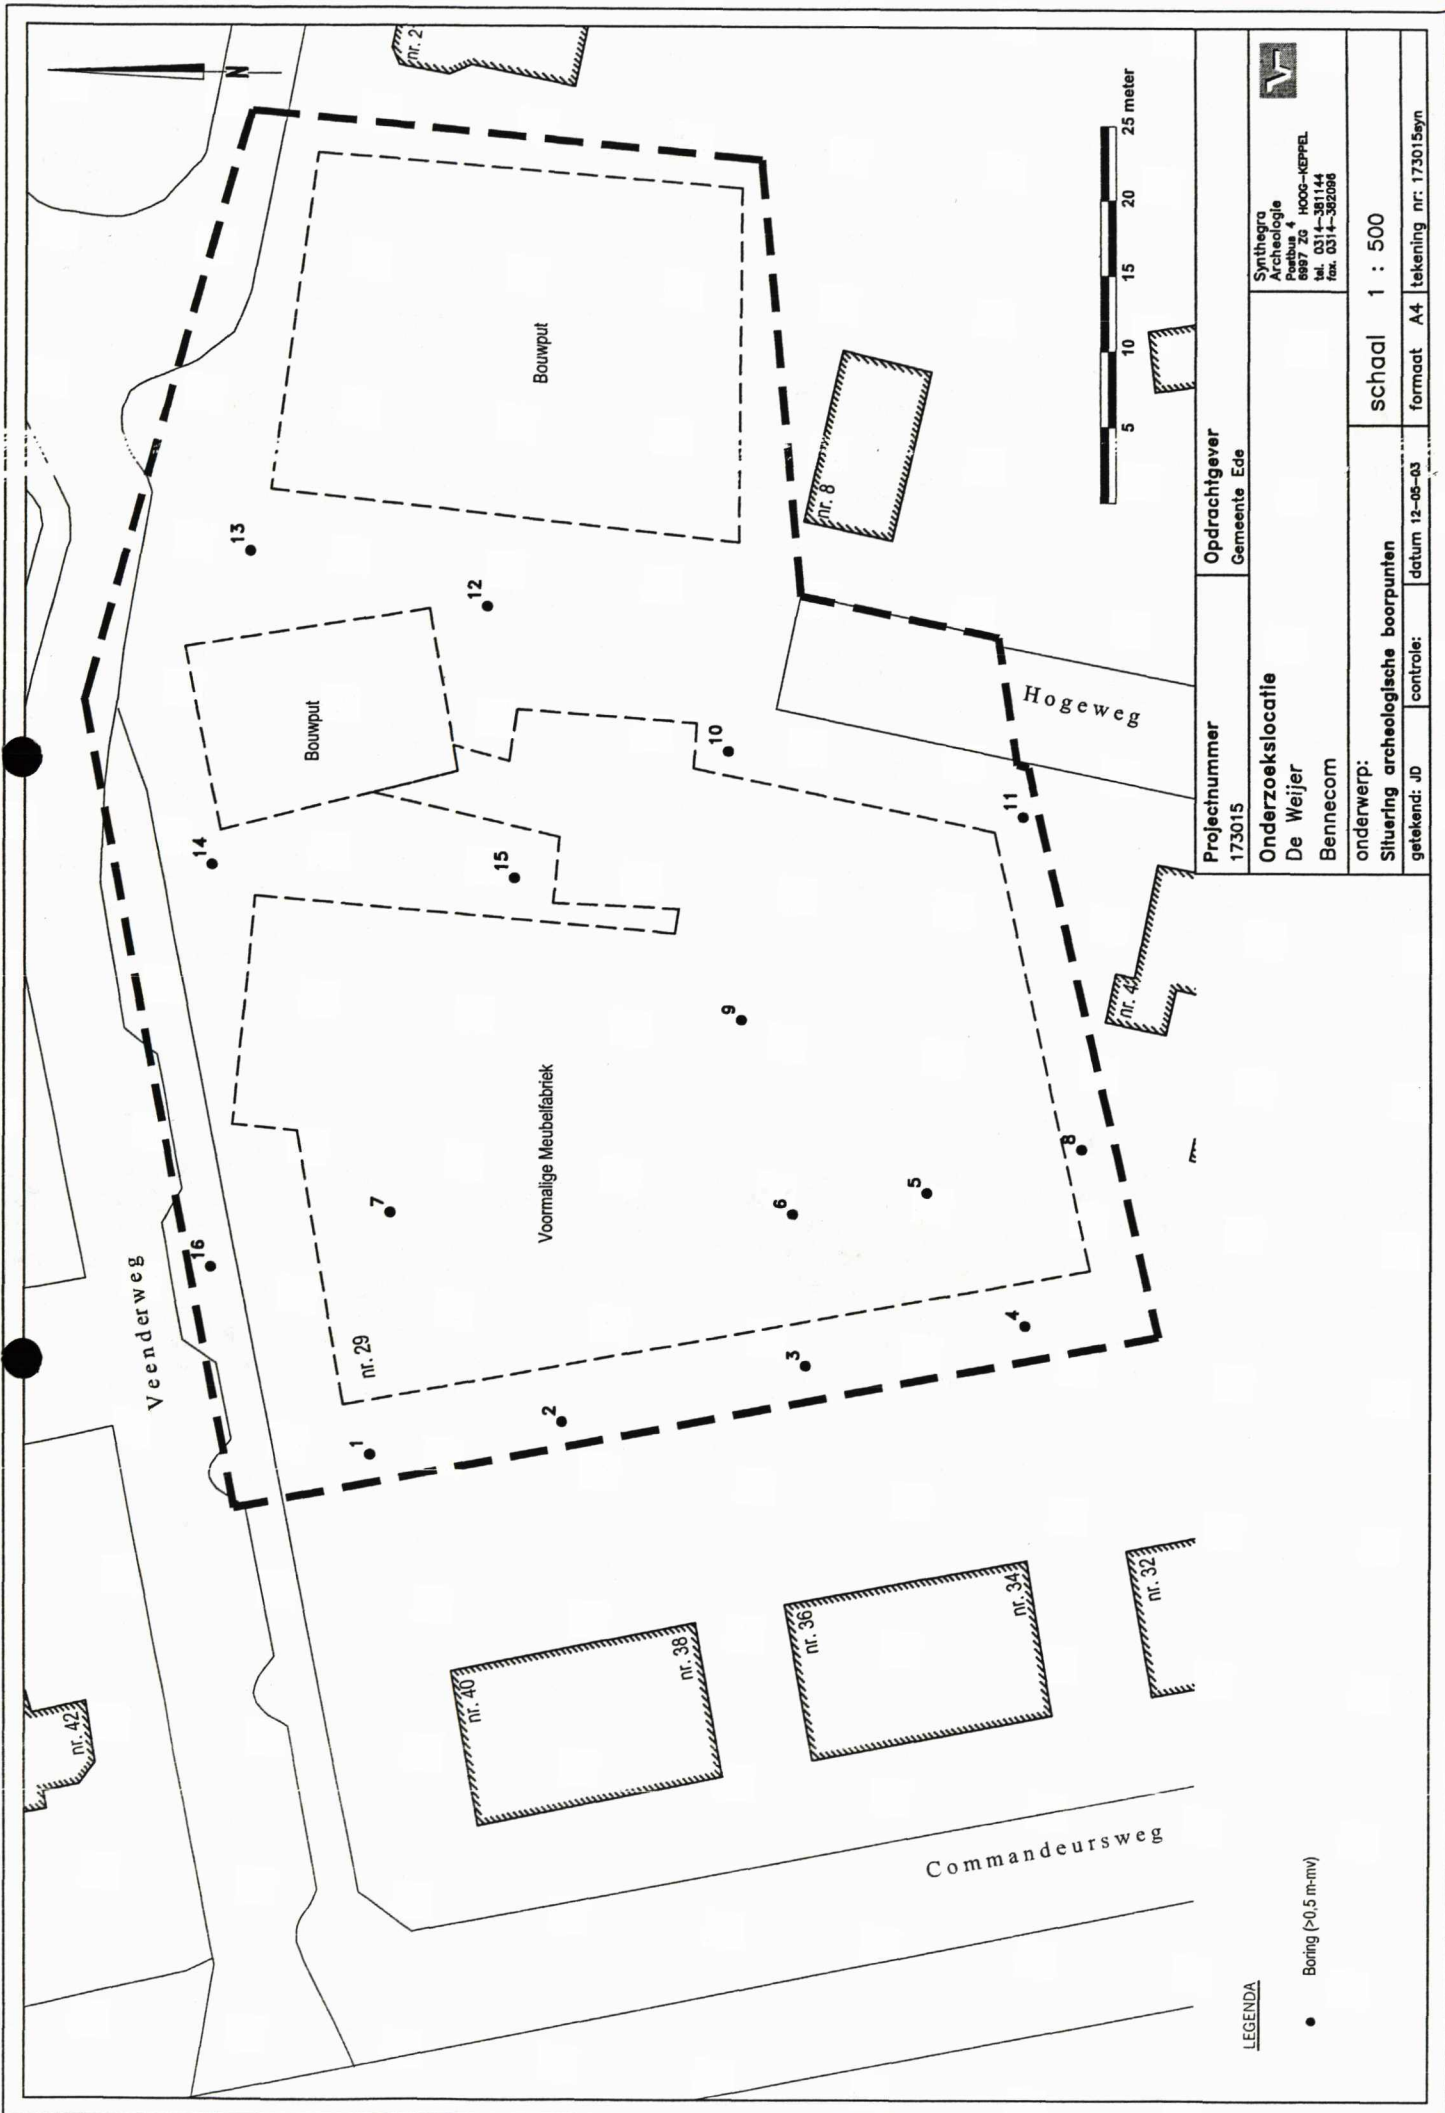 N
nr. 2
Veenderweg
nr. 42
16
14
13
Bouwput
Bouwput
nr. 29
7
1
2
15
12
Voormalige Meubelfabriek
nr. 40
nr. 38
9
10
6
3
5
nr. 8
nr. 36
nr. 34
4
8
11
Hogeweg
nr. 32
Commandeursweg
5
10
15
20
25 meter
LEGENDA
Boring (>0,5 m-mv)
Projectnummer
173015
Opdrachtgever
Gemeente Ede
Onderzoekslocatie
De Weijer
Bennecom
Synthegra
Archeologie
Postbus 4
6997 ZG HOOG-KEPPEL
tel. 0314-381144
fax. 0314-382096
onderwerp:
Situering archeologische boorpunten
schaal 1 : 500
getekend: JD
controle:
datum 12-05-03
formaat A4
tekening nr: 173015syn